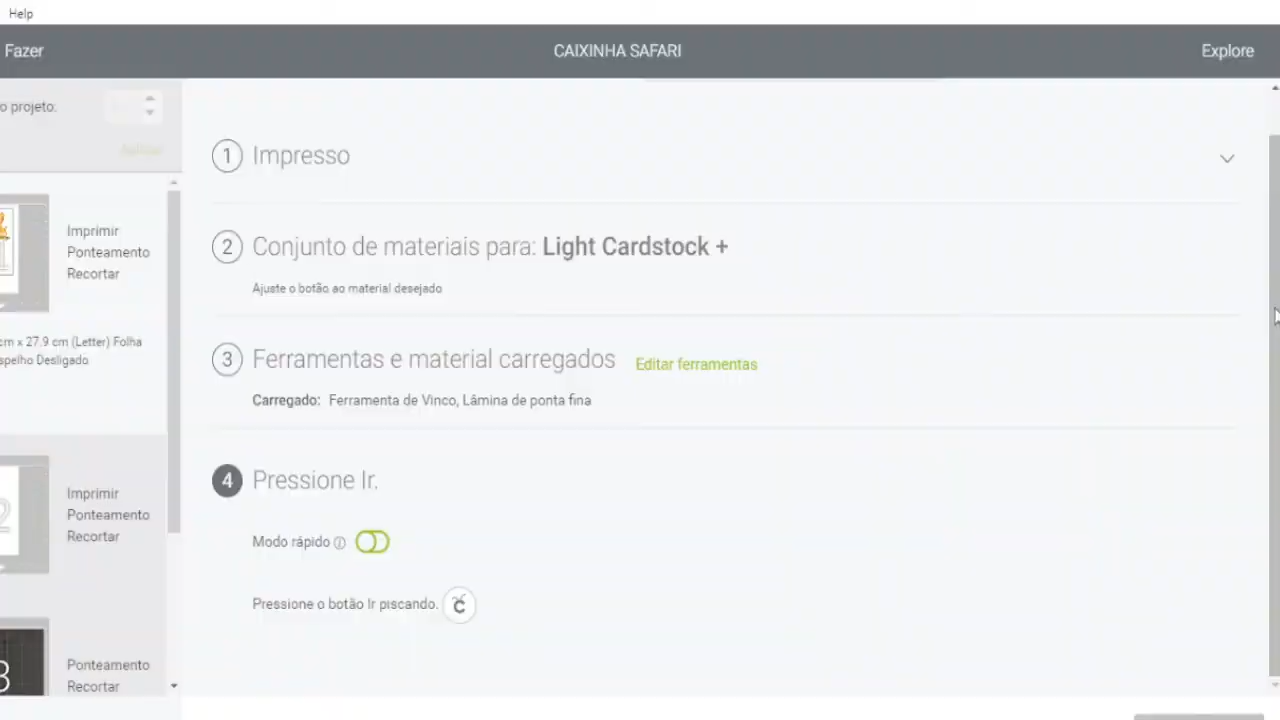 Help
Fazer
CAIXINHA SAFARI
Explore
o projeto:
1 Impresso
2 Conjunto de materiais para: Light Cardstock +
Ajuste o botão ao material desejado
3 Ferramentas e material carregados Editar ferramentas
Carregado: Ferramenta de Vinco, Lâmina de ponta fina
4 Pressione Ir.
Modo rápido
Pressione o botão Ir piscando.
Imprimir
Ponteamento
Recortar
cm x 27.9 cm (Letter) Folha
spelho Desligado
2
Imprimir
Ponteamento
Recortar
3
Ponteamento
Recortar